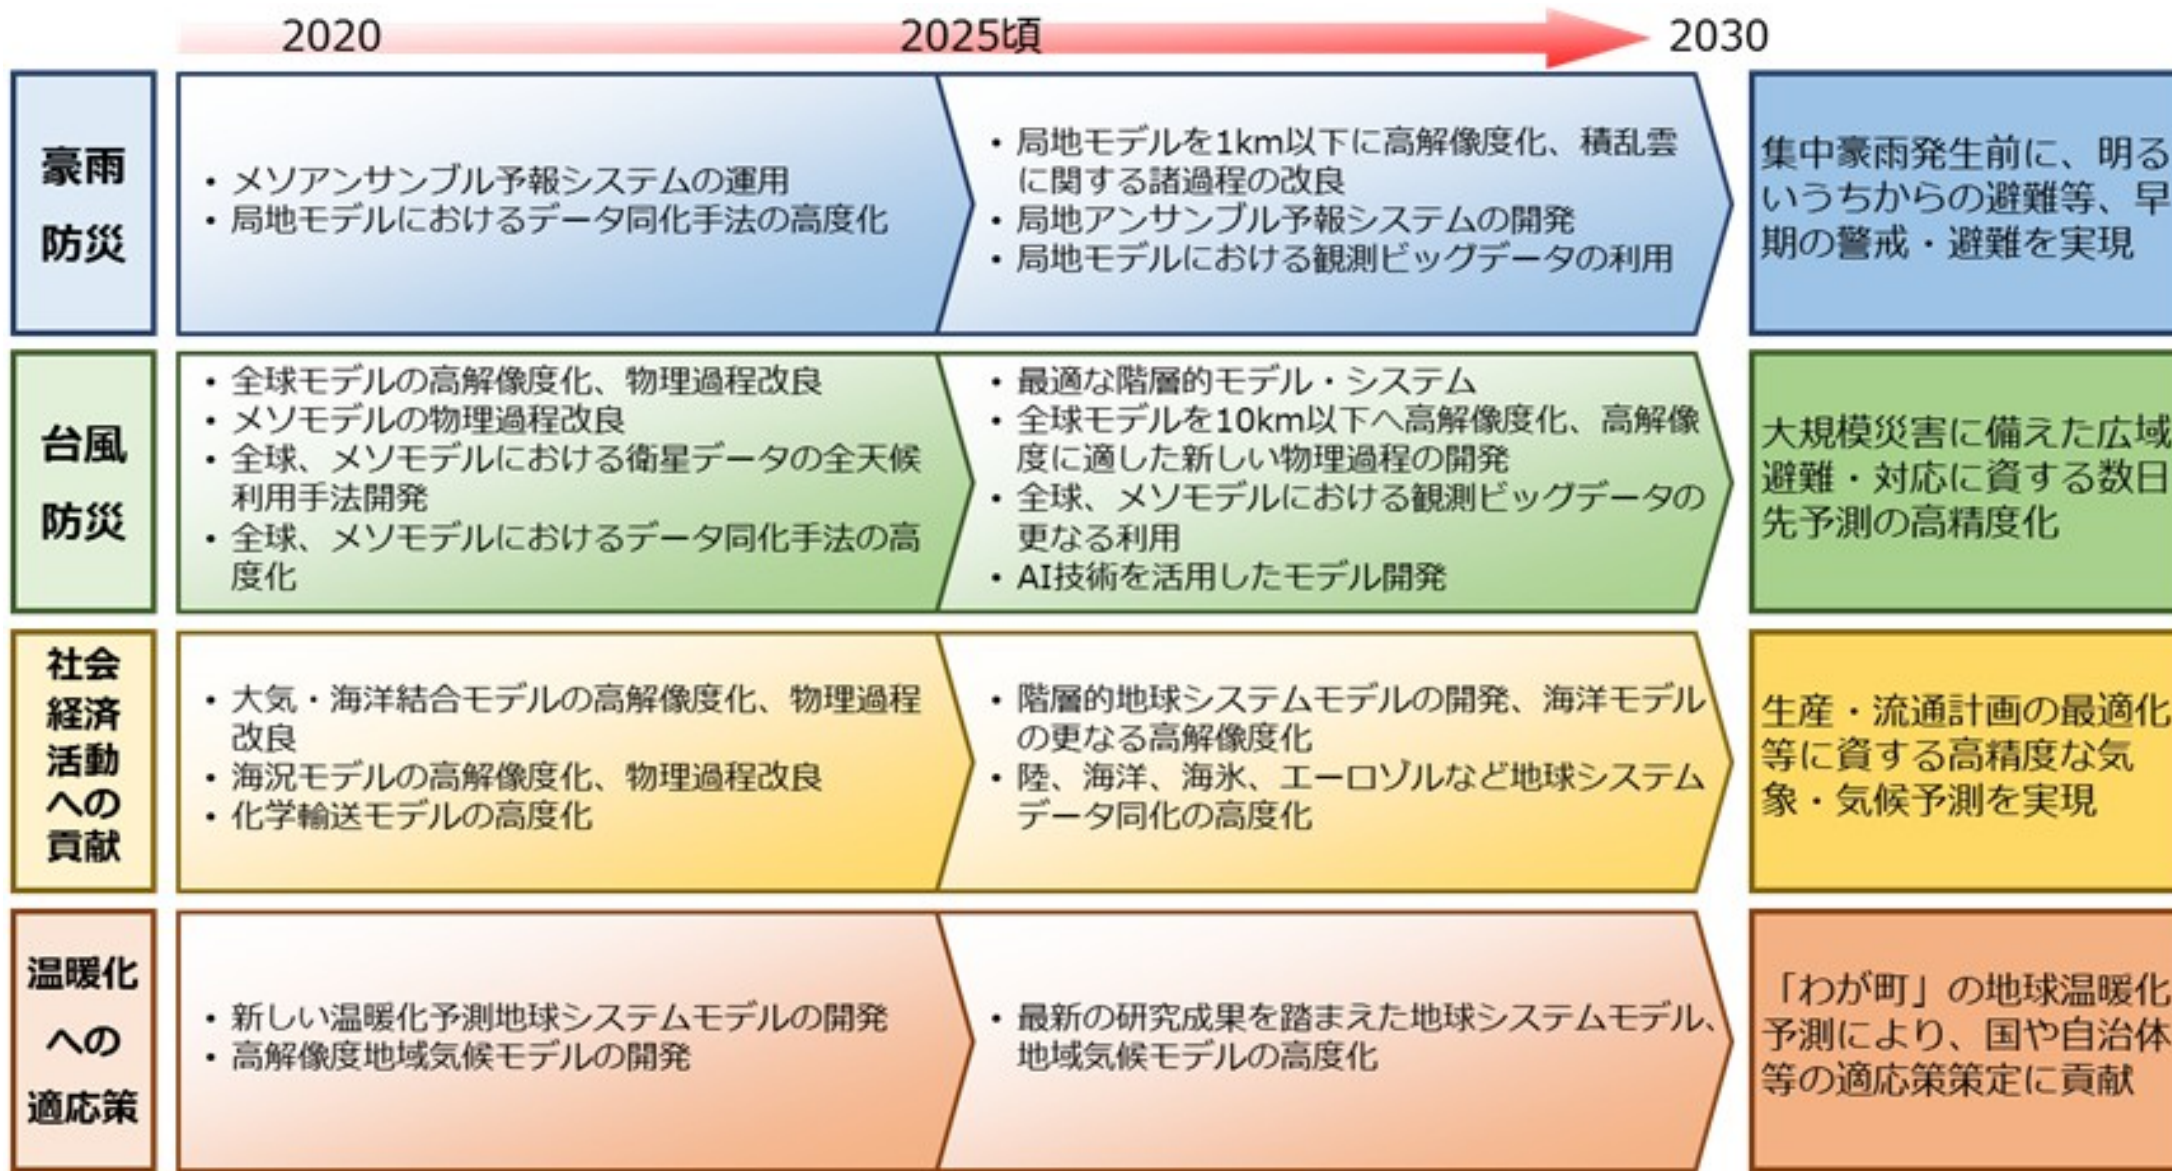 2020
2025頃
2030
豪雨
防災
・メソアンサンブル予報システムの運用
・局地モデルにおけるデータ同化手法の高度化
・局地モデルを1km以下に高解像度化、積乱雲
に関する諸過程の改良
・局地アンサンブル予報システムの開発
・局地モデルにおける観測ビッグデータの利用
集中豪雨発生前に、明る
いうちからの避難等、早
期の警戒・避難を実現
台風
防災
・全球モデルの高解像度化、物理過程改良
・メソモデルの物理過程改良
・全球、メソモデルにおける衛星データの全天候
利用手法開発
・全球、メソモデルにおけるデータ同化手法の高
度化
・最適な階層的モデル・システム
・全球モデルを10km以下へ高解像度化、高解像
度に適した新しい物理過程の開発
・全球、メソモデルにおける観測ビッグデータの
更なる利用
・AI技術を活用したモデル開発
大規模災害に備えた広域
避難・対応に資する数日
先予測の高精度化
社会
経済
活動
への
貢献
・大気・海洋結合モデルの高解像度化、物理過程
改良
・海況モデルの高解像度化、物理過程改良
・化学輸送モデルの高度化
・階層的地球システムモデルの開発、海洋モデル
の更なる高解像度化
・陸、海洋、海氷、エーロゾルなど地球システム
データ同化の高度化
生産・流通計画の最適化
等に資する高精度な気
象・気候予測を実現
温暖化
への
適応策
・新しい温暖化予測地球システムモデルの開発
・高解像度地域気候モデルの開発
・最新の研究成果を踏まえた地球システムモデル、
地域気候モデルの高度化
「わが町」の地球温暖化
予測により、国や自治体
等の適応策策定に貢献